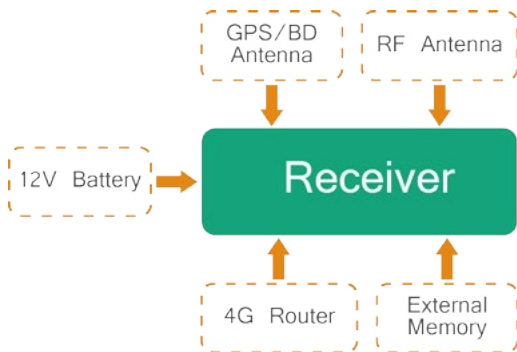 GPS/BD
Antenna
RF Antenna
12V Battery
Receiver
4G Router
External
Memory